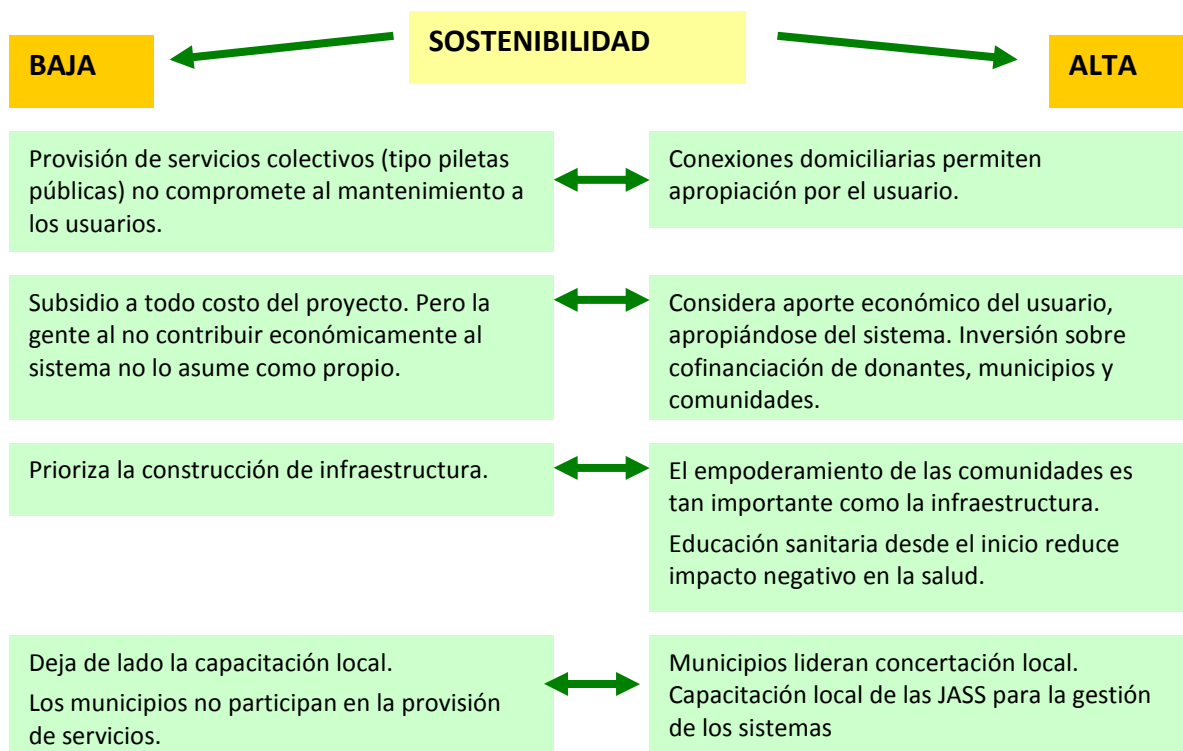 SOSTENIBILIDAD
BAJA
ALTA
Provisión de servicios colectivos (tipo piletas
públicas) no compromete al mantenimiento a
los usuarios.
Conexiones domiciliarias permiten
apropiación por el usuario.
Subsidio a todo costo del proyecto. Pero la
gente al no contribuir económicamente al
sistema no lo asume como propio.
Considera aporte económico del usuario,
apropiándose del sistema. Inversión sobre
cofinanciación de donantes, municipios y
comunidades.
Prioriza la construcción de infraestructura.
El empoderamiento de las comunidades es
tan importante como la infraestructura.
Educación sanitaria desde el inicio reduce
impacto negativo en la salud.
Deja de lado la capacitación local.
Los municipios no participan en la provisión
de servicios.
Municipios lideran concertación local.
Capacitación local de las JASS para la gestión
de los sistemas